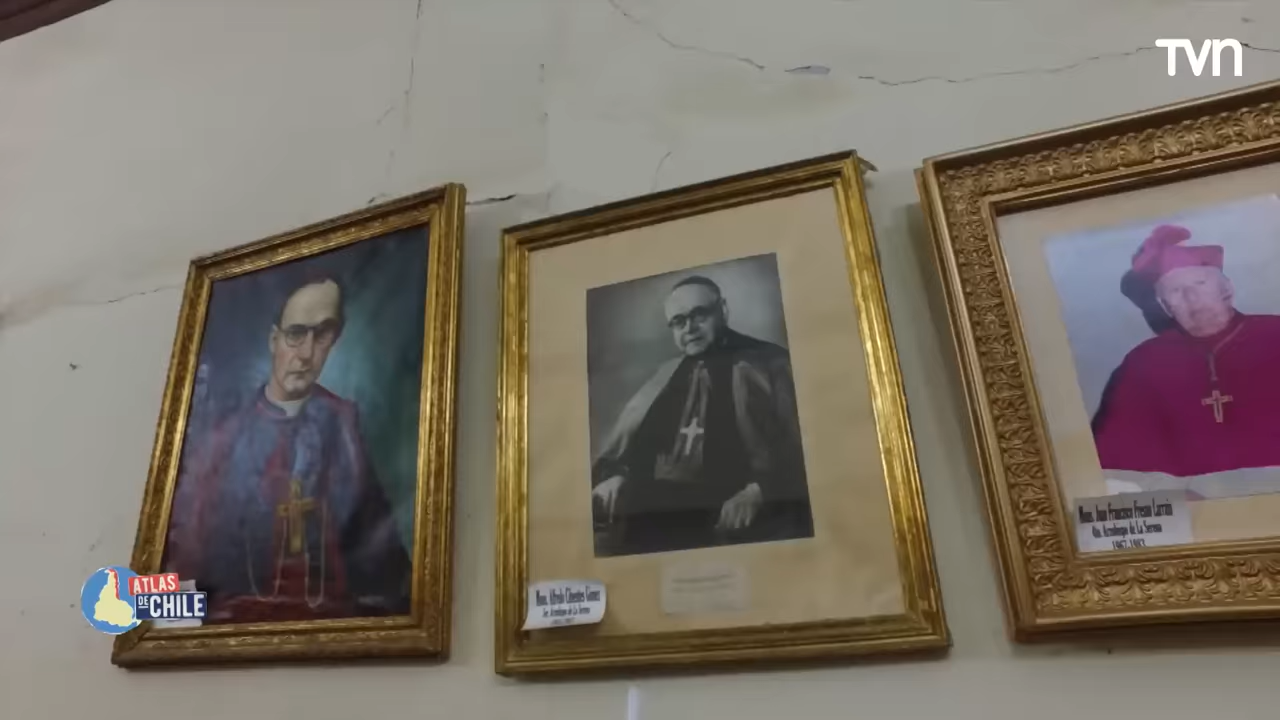 TVN
Mons. Juan Francisco Fresno Larraín
4to. Arzobispo de La Serena
1967-1983
ATLAS
DE CHILE
Mons. Alfredo Cifuentes Gómez
3er. Arzobispo de La Serena